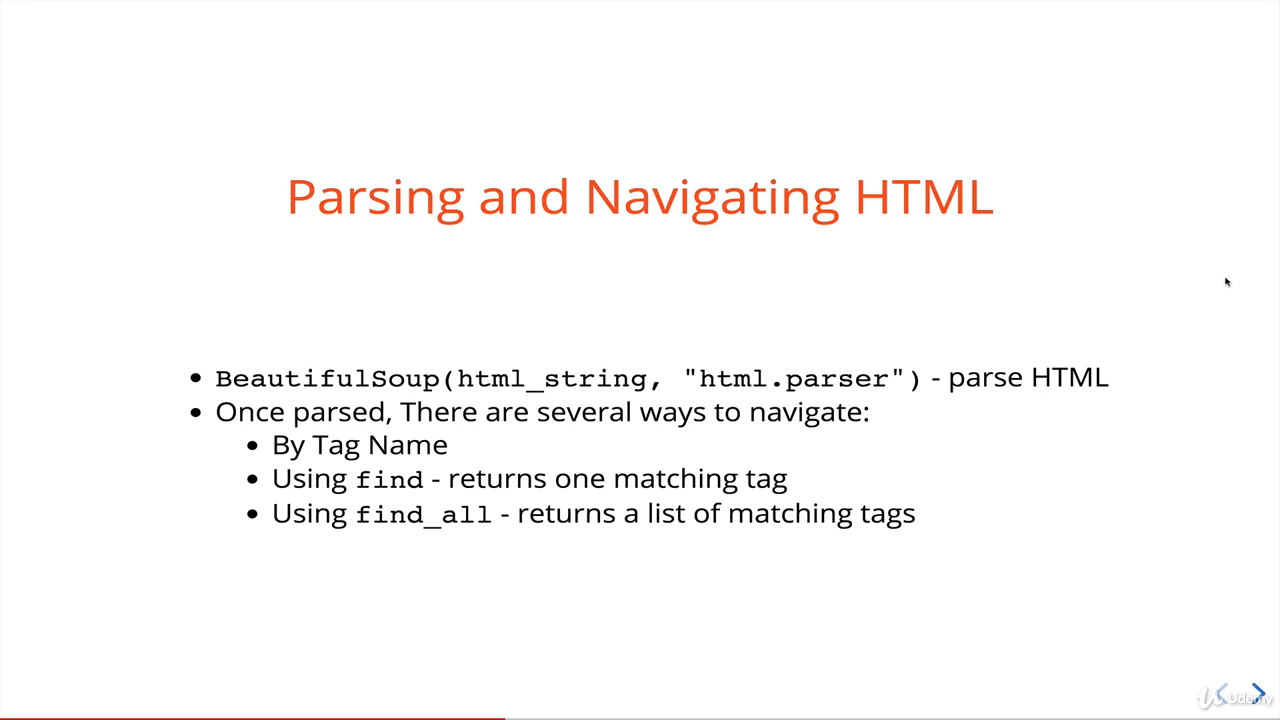 Parsing and Navigating HTML
BeautifulSoup(html_string, "html.parser") - parse HTML
Once parsed, There are several ways to navigate:
By Tag Name
Using find - returns one matching tag
Using find_all - returns a list of matching tags
Udemy